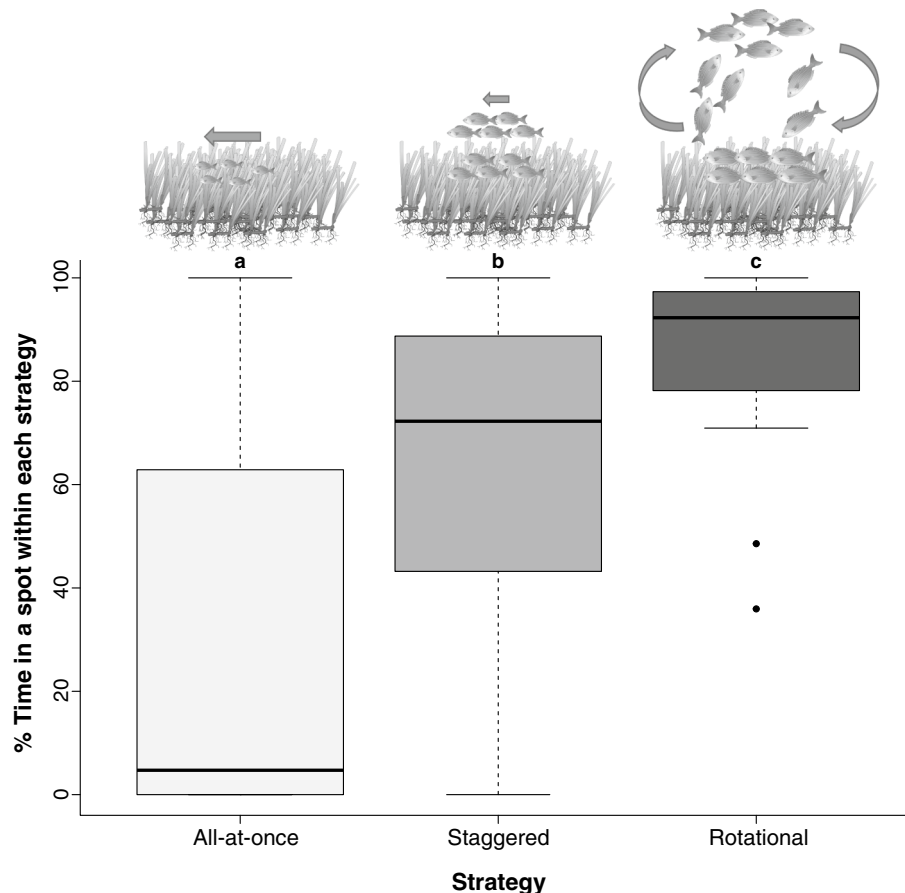 a b c
% Time in a spot within each strategy
100
80
60
40
20
0
All-at-once Staggered Rotational
Strategy